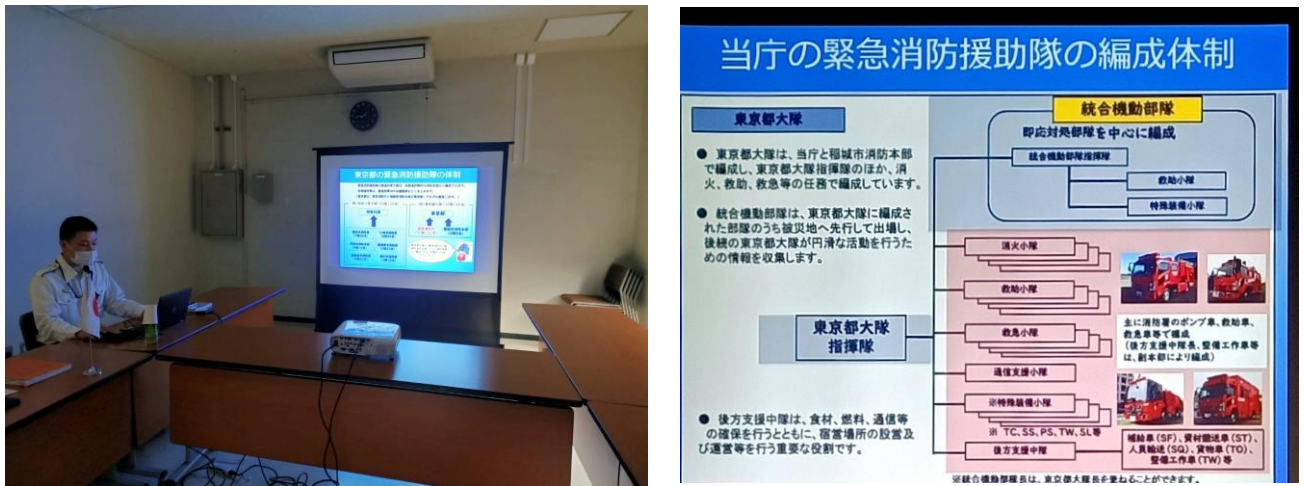 東京都の緊急消防援助隊の体制
当庁の緊急消防援助隊の編成体制
東京都大隊
● 東京都大隊は、当庁と稲城市消防本部
で編成し、東京都大隊指揮隊のほか、消
火、救助、救急等の任務で編成しています。
● 統合機動部隊は、東京都大隊に編成さ
れた部隊のうち被災地へ先行して出場し、
後続の東京都大隊が円滑な活動を行うた
めの情報を収集します。
東京都大隊
指揮隊
● 後方支援中隊は、食材、燃料、通信等
の確保を行うとともに、宿営場所の設営及
び運営等を行う重要な役割です。
統合機動部隊
即応対処部隊を中心に編成
統合機動部隊指揮隊
救助小隊
特殊装備小隊
消火小隊
救助小隊
救急小隊
通信支援小隊
※特殊装備小隊
※ TC、SS、PS、TW、SL等
後方支援中隊
主に消防署のポンプ車、救助車、
救急車等で編成
（後方支援中隊長、整備工作車等
は、副本部により編成）
補給車（SF）、資材搬送車（ST）、
人員輸送（SQ）、貨物車（TO）、
整備工作車（TW）等
※統合機動部隊長は、東京都大隊長を兼ねることができます。